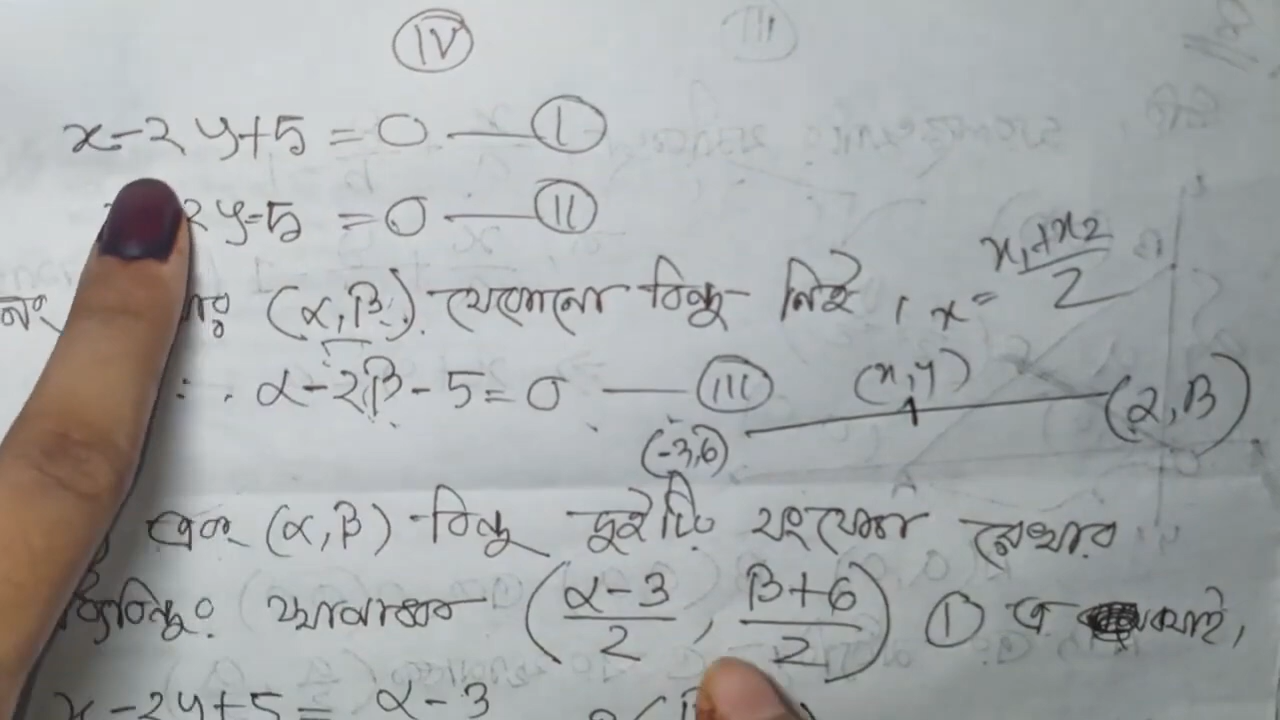 IV
x-2y+5=0 — I
2y-5 =0 — II
নং (α,β) যেকোনো বিন্দু নিই ।
x = x₁+x₂/2
∴ α-2β-5=0 — III
(x,y)
(α,β)
(-3,6)
এবং (α,β) বিন্দু দুইটি সংযোগ রেখার
মধ্যবিন্দুঃ (α-3/2, β+6/2) I এ বসাই,
x-2y+5= α-3